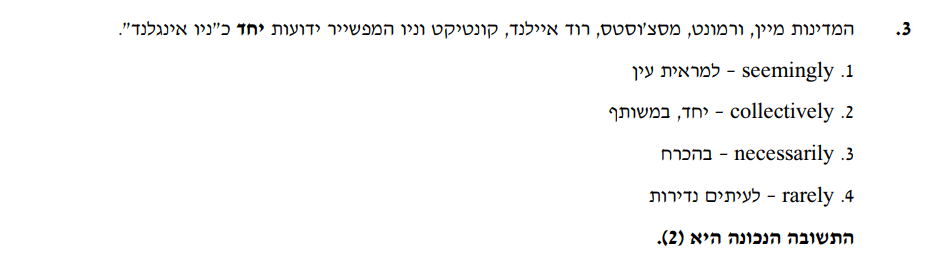 3. המדינות מיין, ורמונט, מסצ'וסטס, רוד איילנד, קונטיקט וניו המפשייר ידועות יחד כ"ניו אינגלנד".
1. seemingly – למראית עין
2. collectively – יחד, במשותף
3. necessarily – בהכרח
4. rarely – לעיתים נדירות
התשובה הנכונה היא (2).